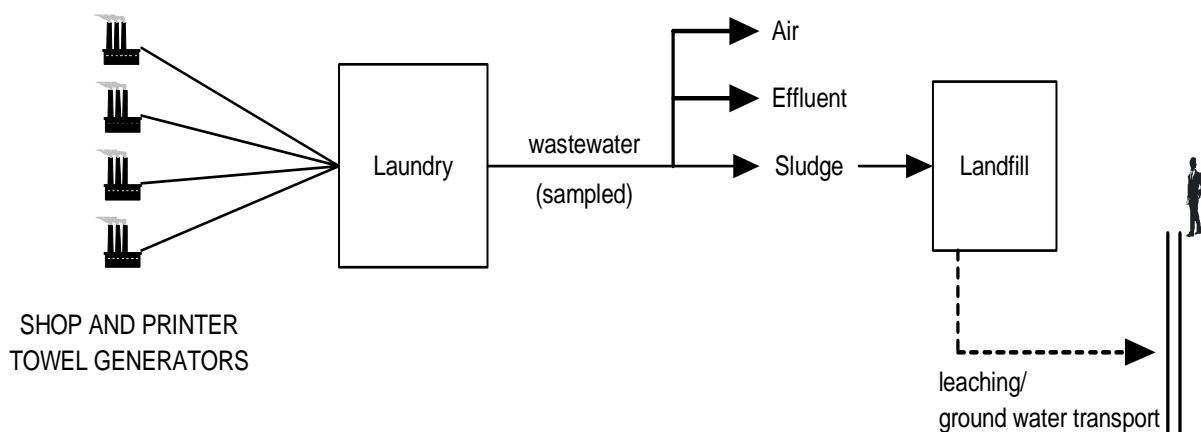 Air
Effluent
wastewater
Laundry
Sludge
Landfill
(sampled)
SHOP AND PRINTER
TOWEL GENERATORS
leaching/
ground water transport